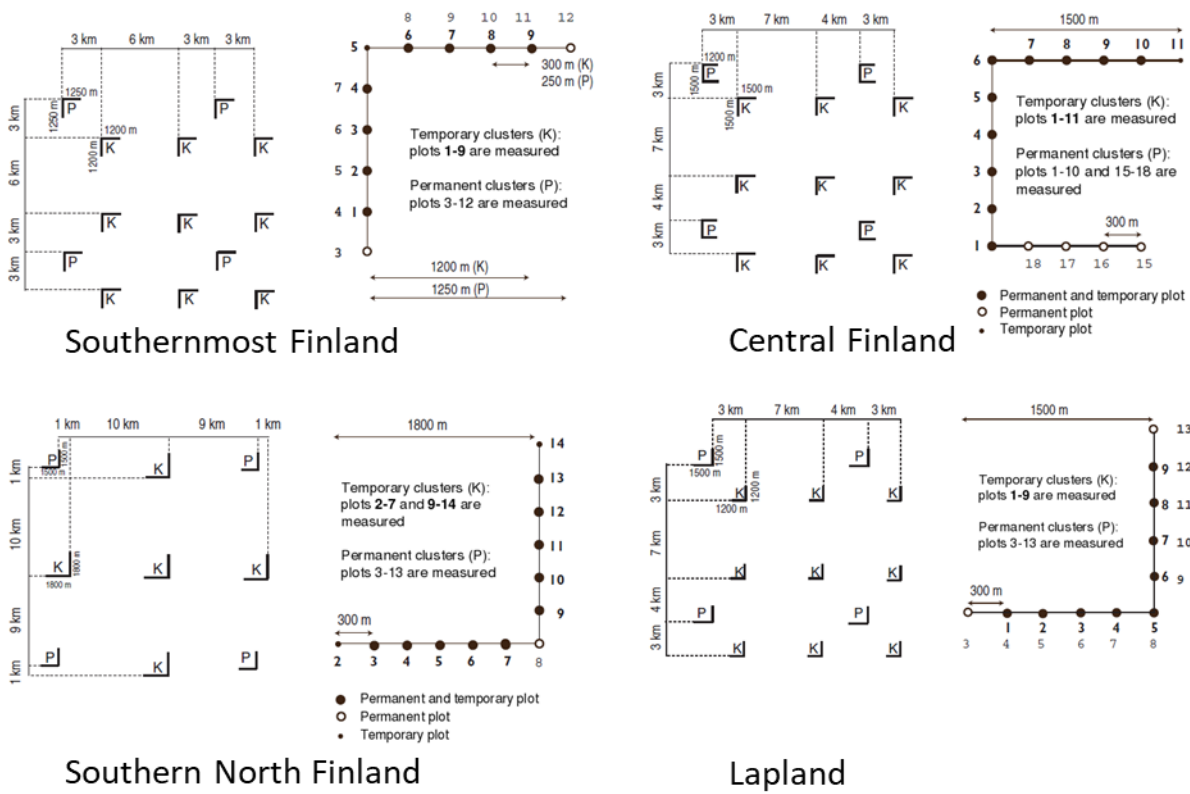 3 km 6 km 3 km 3 km
3 km
6 km
3 km
3 km
1250 m
1250 m
P
P
1200 m
1200 m
K K K
K K K
P P
K K K
8 9 10 11 12
5 6 7 8 9
300 m (K)
250 m (P)
7 4
6 3
5 2
4 1
3
Temporary clusters (K):
plots 1-9 are measured
Permanent clusters (P):
plots 3-12 are measured
1200 m (K)
1250 m (P)
Southernmost Finland
3 km 7 km 4 km 3 km
3 km
7 km
4 km
3 km
1200 m
1500 m
P
P
1500 m
1500 m
K K K
K K K
P P
K K K
1500 m
6 7 8 9 10 11
5
4
3
2
1
Temporary clusters (K):
plots 1-11 are measured
Permanent clusters (P):
plots 1-10 and 15-18 are
measured
300 m
18 17 16 15
Permanent and temporary plot
Permanent plot
Temporary plot
Central Finland
1 km 10 km 9 km 1 km
1 km
10 km
9 km
1 km
P
1500 m
1500 m
K
P
K
1800 m
1800 m
K
K
P
K
P
1800 m
14
13
12
11
10
9
Temporary clusters (K):
plots 2-7 and 9-14 are
measured
Permanent clusters (P):
plots 3-13 are measured
300 m
2 3 4 5 6 7 8
Permanent and temporary plot
Permanent plot
Temporary plot
Southern North Finland
3 km 7 km 4 km 3 km
3 km
7 km
4 km
3 km
P
1500 m
1500 m
P
K
1200 m
1200 m
K K
K K K
P P
K K K
1500 m
13
9 12
8 11
7 10
6 9
Temporary clusters (K):
plots 1-9 are measured
Permanent clusters (P):
plots 3-13 are measured
300 m
1 2 3 4 5
3 4 5 6 7 8
Lapland